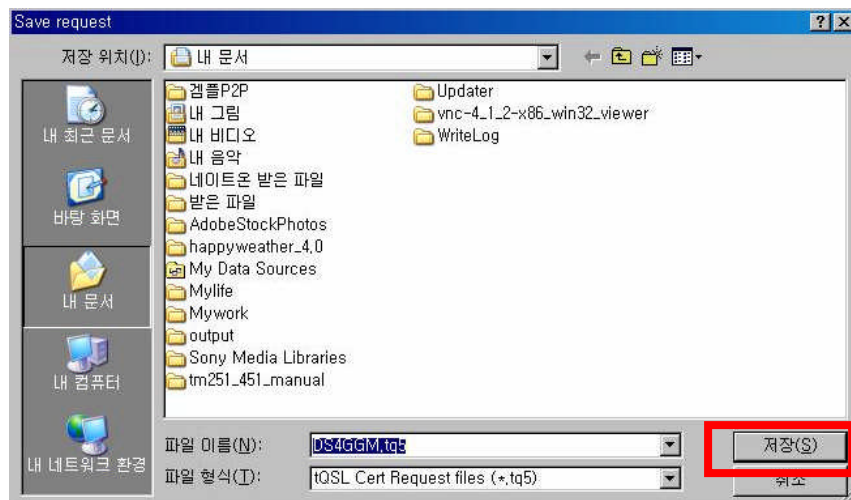 Save request
저장 위치(I):
내 문서
내 최근 문서
바탕 화면
내 문서
내 컴퓨터
내 네트워크 환경
겜플P2P
내 그림
내 비디오
내 음악
네이트온 받은 파일
받은 파일
AdobeStockPhotos
happyweather_4.0
My Data Sources
Mylife
Mywork
output
Sony Media Libraries
tm251_451_manual
Updater
vnc-4_1_2-x86_win32_viewer
WriteLog
파일 이름(N):
DS4GGM.tq5
저장(S)
파일 형식(T):
tQSL Cert Request files (*.tq5)
취소